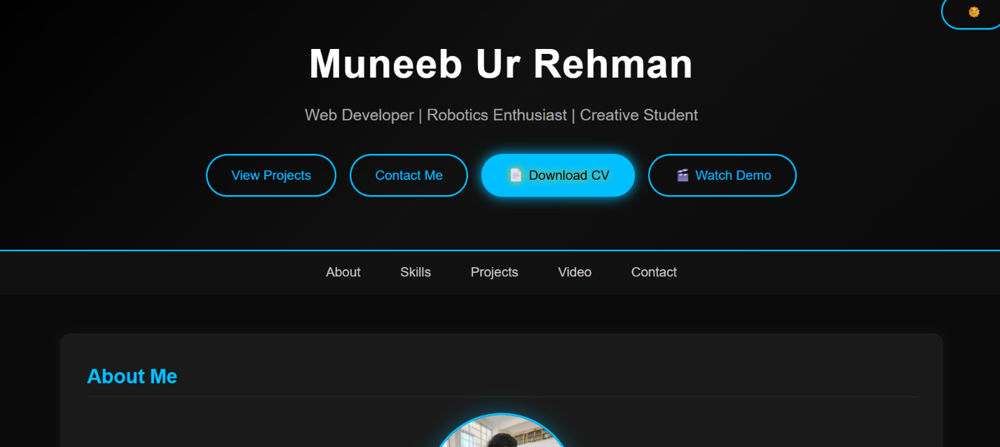 Muneeb Ur Rehman
Web Developer | Robotics Enthusiast | Creative Student
View Projects
Contact Me
Download CV
Watch Demo
About
Skills
Projects
Video
Contact
About Me